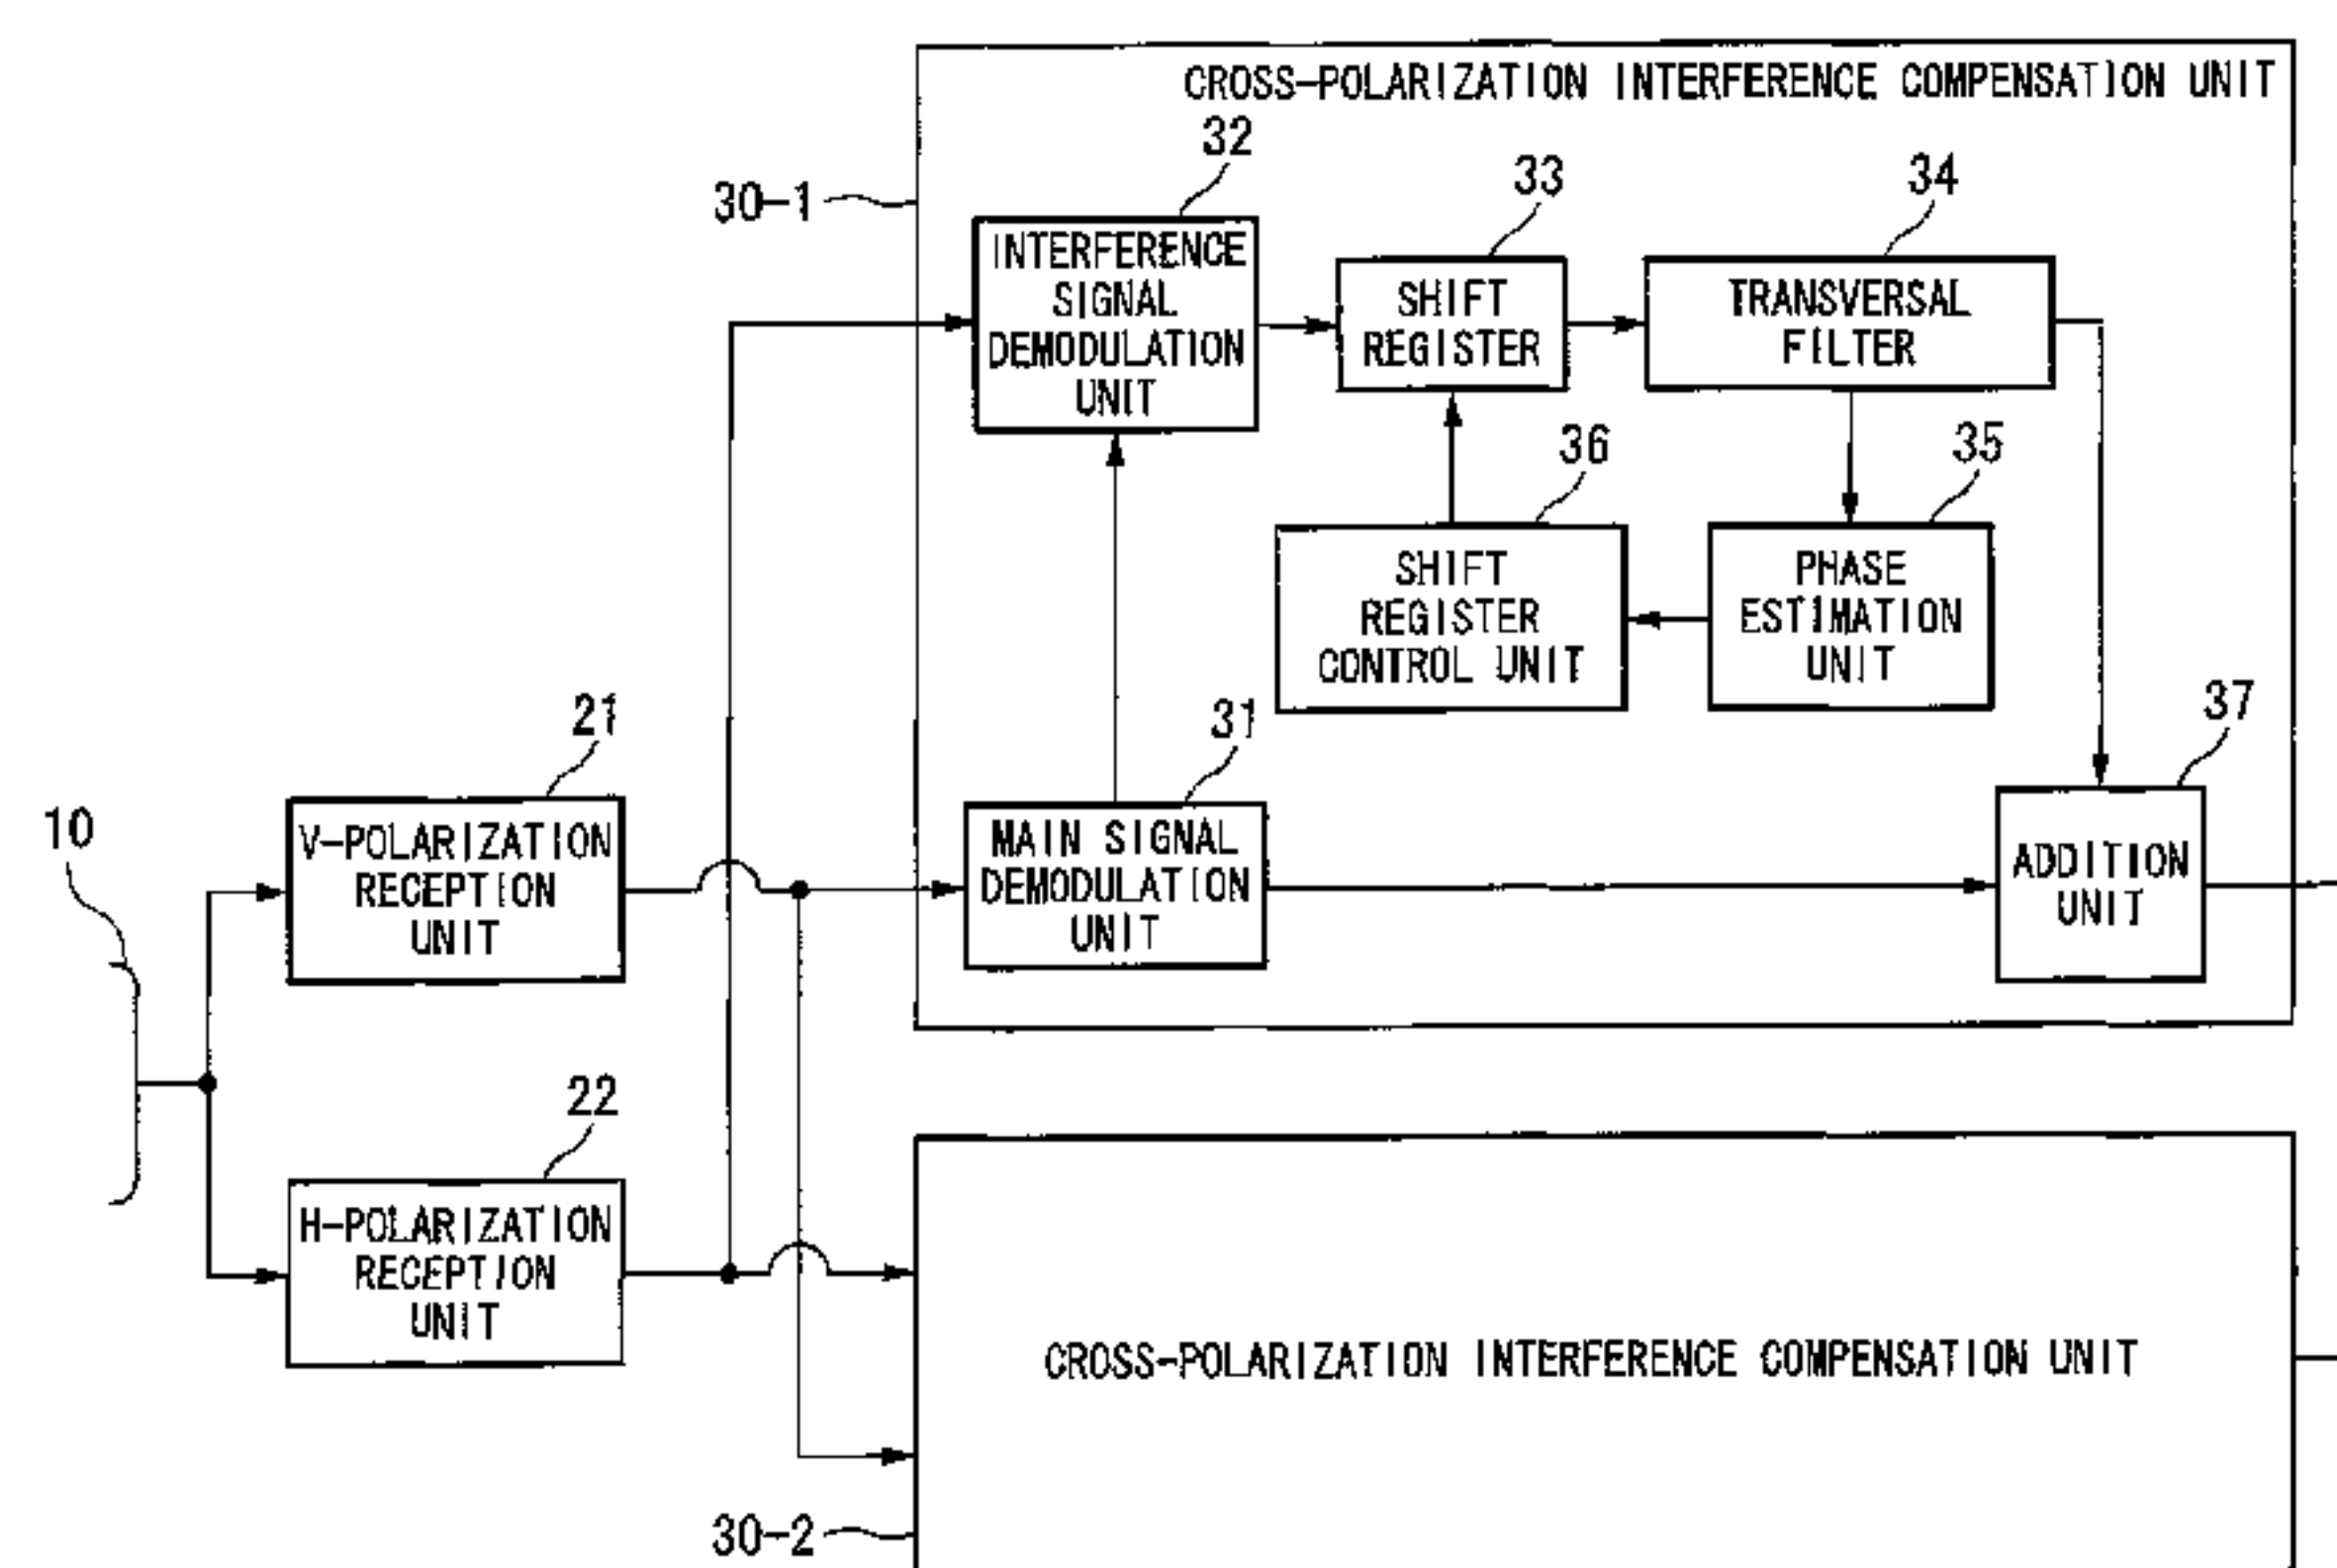 CROSS-POLARIZATION INTERFERENCE COMPENSATION UNIT
30-1
32
INTERFERENCE
SIGNAL
DEMODULATION
UNIT
33
SHIFT
REGISTER
34
TRANSVERSAL
FILTER
36
SHIFT
REGISTER
CONTROL UNIT
35
PHASE
ESTIMATION
UNIT
10
21
V-POLARIZATION
RECEPTION
UNIT
31
MAIN SIGNAL
DEMODULATION
UNIT
37
ADDITION
UNIT
22
H-POLARIZATION
RECEPTION
UNIT
CROSS-POLARIZATION INTERFERENCE COMPENSATION UNIT
30-2